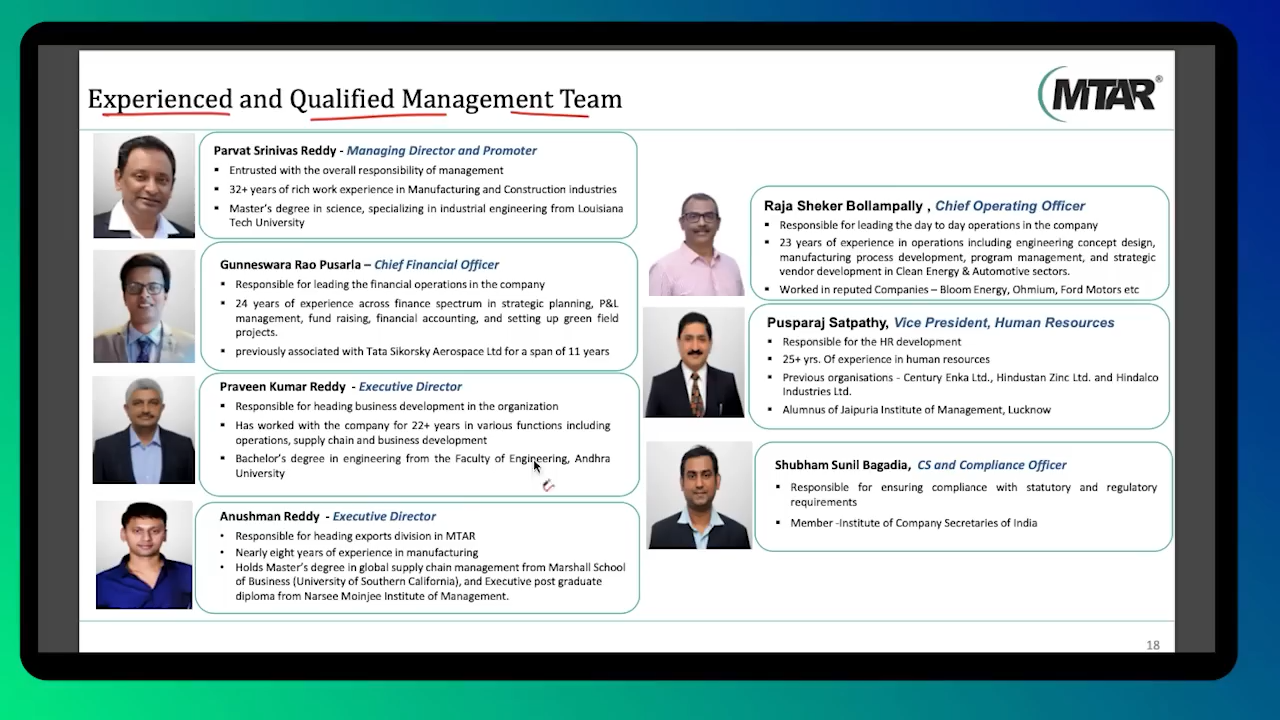 Experienced and Qualified Management Team
MTAR®
Parvat Srinivas Reddy - Managing Director and Promoter
▪ Entrusted with the overall responsibility of management
▪ 32+ years of rich work experience in Manufacturing and Construction industries
▪ Master's degree in science, specializing in industrial engineering from Louisiana
Tech University
Gunneswara Rao Pusarla – Chief Financial Officer
▪ Responsible for leading the financial operations in the company
▪ 24 years of experience across finance spectrum in strategic planning, P&L
management, fund raising, financial accounting, and setting up green field
projects.
▪ previously associated with Tata Sikorsky Aerospace Ltd for a span of 11 years
Praveen Kumar Reddy - Executive Director
▪ Responsible for heading business development in the organization
▪ Has worked with the company for 22+ years in various functions including
operations, supply chain and business development
▪ Bachelor's degree in engineering from the Faculty of Engineering, Andhra
University
Anushman Reddy - Executive Director
• Responsible for heading exports division in MTAR
• Nearly eight years of experience in manufacturing
• Holds Master's degree in global supply chain management from Marshall School
of Business (University of Southern California), and Executive post graduate
diploma from Narsee Moinjee Institute of Management.
Raja Sheker Bollampally , Chief Operating Officer
▪ Responsible for leading the day to day operations in the company
▪ 23 years of experience in operations including engineering concept design,
manufacturing process development, program management, and strategic
vendor development in Clean Energy & Automotive sectors.
▪ Worked in reputed Companies – Bloom Energy, Ohmium, Ford Motors etc
Pusparaj Satpathy, Vice President, Human Resources
▪ Responsible for the HR development
▪ 25+ yrs. Of experience in human resources
▪ Previous organisations - Century Enka Ltd., Hindustan Zinc Ltd. and Hindalco
Industries Ltd.
▪ Alumnus of Jaipuria Institute of Management, Lucknow
Shubham Sunil Bagadia, CS and Compliance Officer
▪ Responsible for ensuring compliance with statutory and regulatory
requirements
▪ Member -Institute of Company Secretaries of India
18